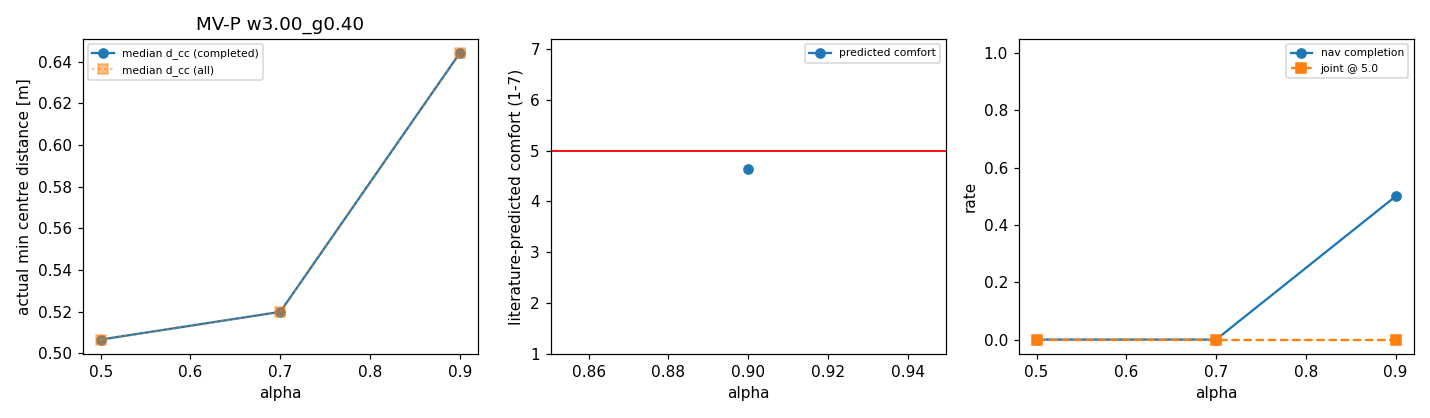 MV-P w3.00_g0.40
actual min centre distance [m]
0.64
0.62
0.60
0.58
0.56
0.54
0.52
0.50
median d_cc (completed)
median d_cc (all)
0.5 0.6 0.7 0.8 0.9
alpha
literature-predicted comfort (1-7)
7
6
5
4
3
2
1
predicted comfort
0.86 0.88 0.90 0.92 0.94
alpha
rate
1.0
0.8
0.6
0.4
0.2
0.0
nav completion
joint @ 5.0
0.5 0.6 0.7 0.8 0.9
alpha